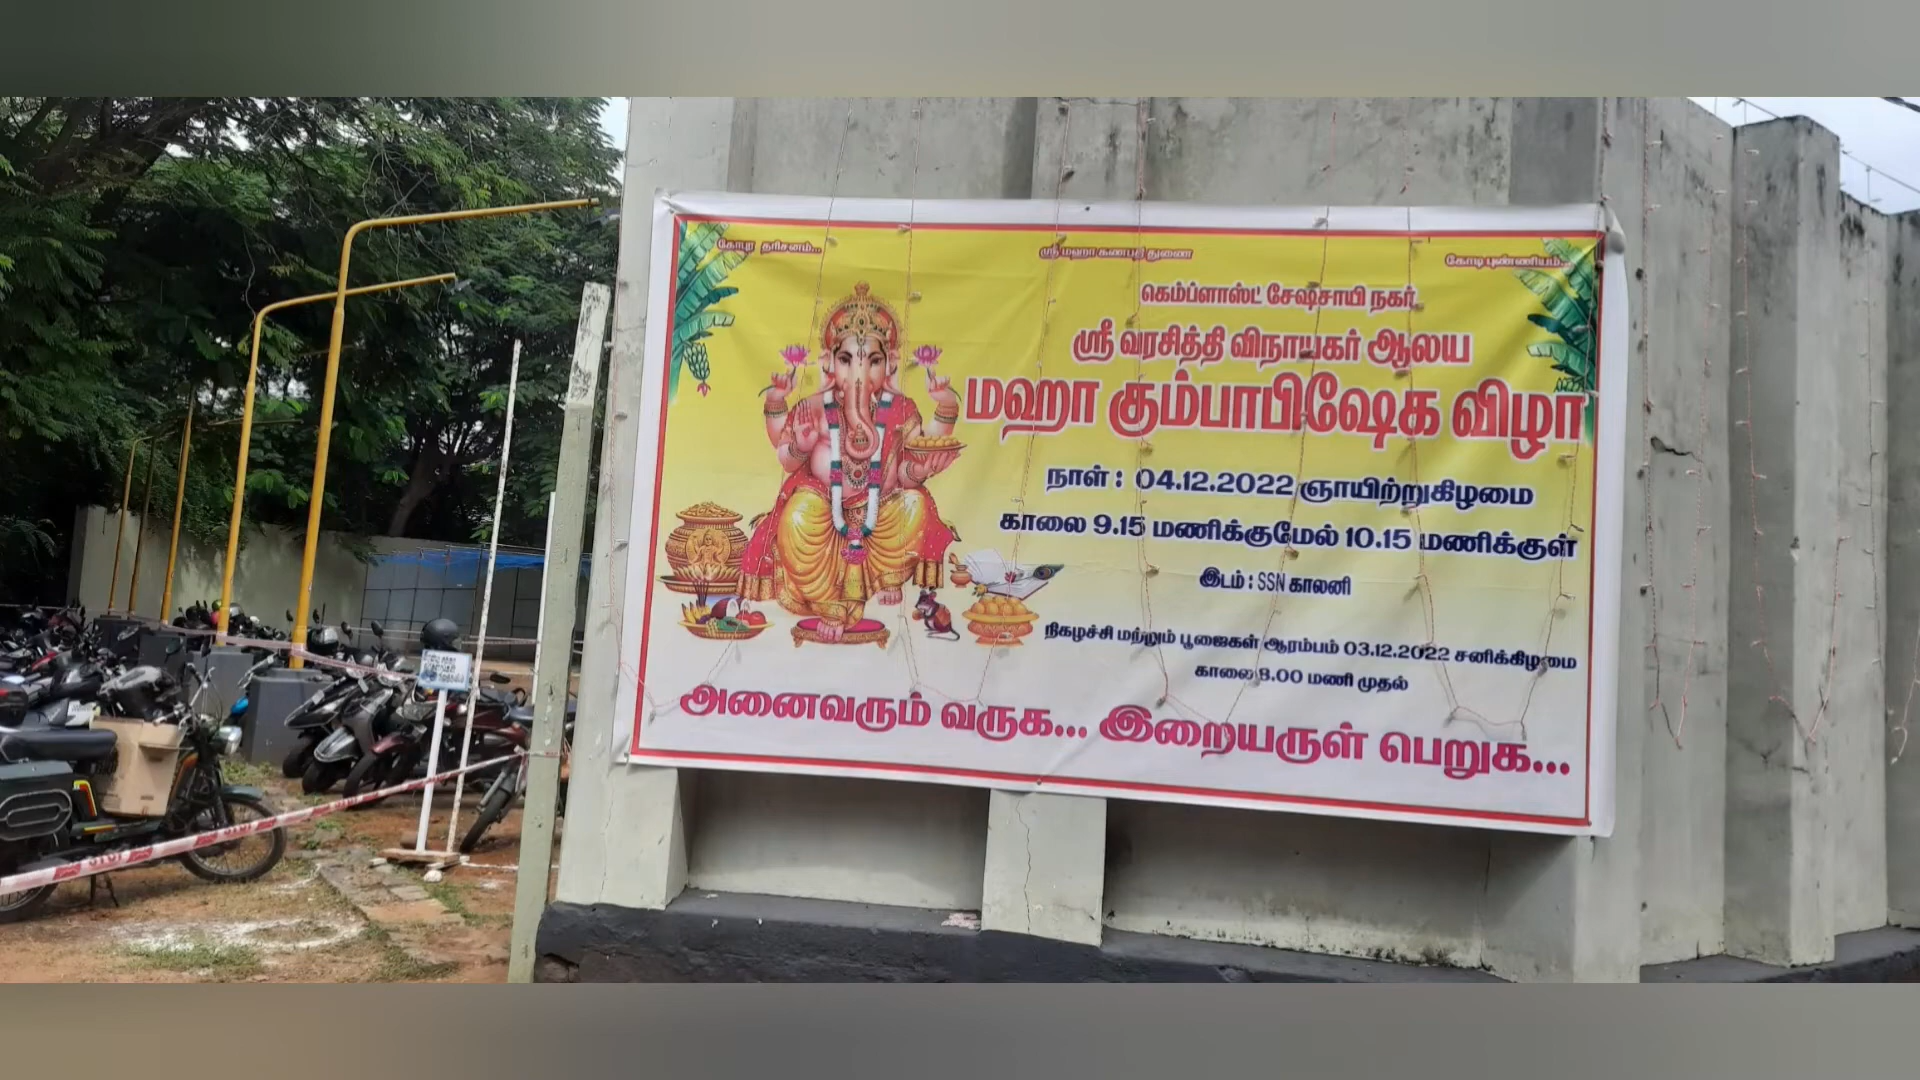 கோபுர தரிசனம்...
ஸ்ரீ மஹா கணபதி துணை
கோடி புண்ணியம்...
கெம்ப்ளாஸ்ட் சேஷசாயி நகர்
ஸ்ரீ வரசித்தி விநாயகர் ஆலய
மஹா கும்பாபிஷேக விழா
நாள் : 04.12.2022 ஞாயிற்றுகிழமை
காலை 9.15 மணிக்குமேல் 10.15 மணிக்குள்
இடம் : SSN காலனி
நிகழச்சி மற்றும் பூஜைகள் ஆரம்பம் 03.12.2022 சனிக்கிழமை
காலை 8.00 மணி முதல்
அனைவரும் வருக... இறையருள் பெறுக...